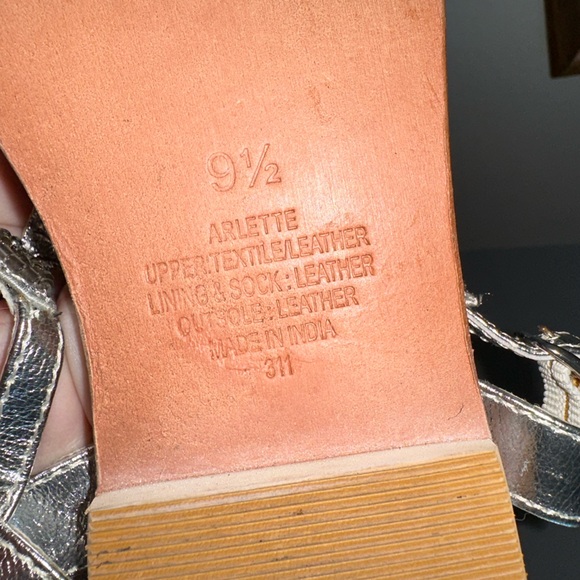 9½
ARLETTE
UPPER:TEXTILE/LEATHER
LINING & SOCK: LEATHER
OUTSOLE: LEATHER
MADE IN INDIA
311